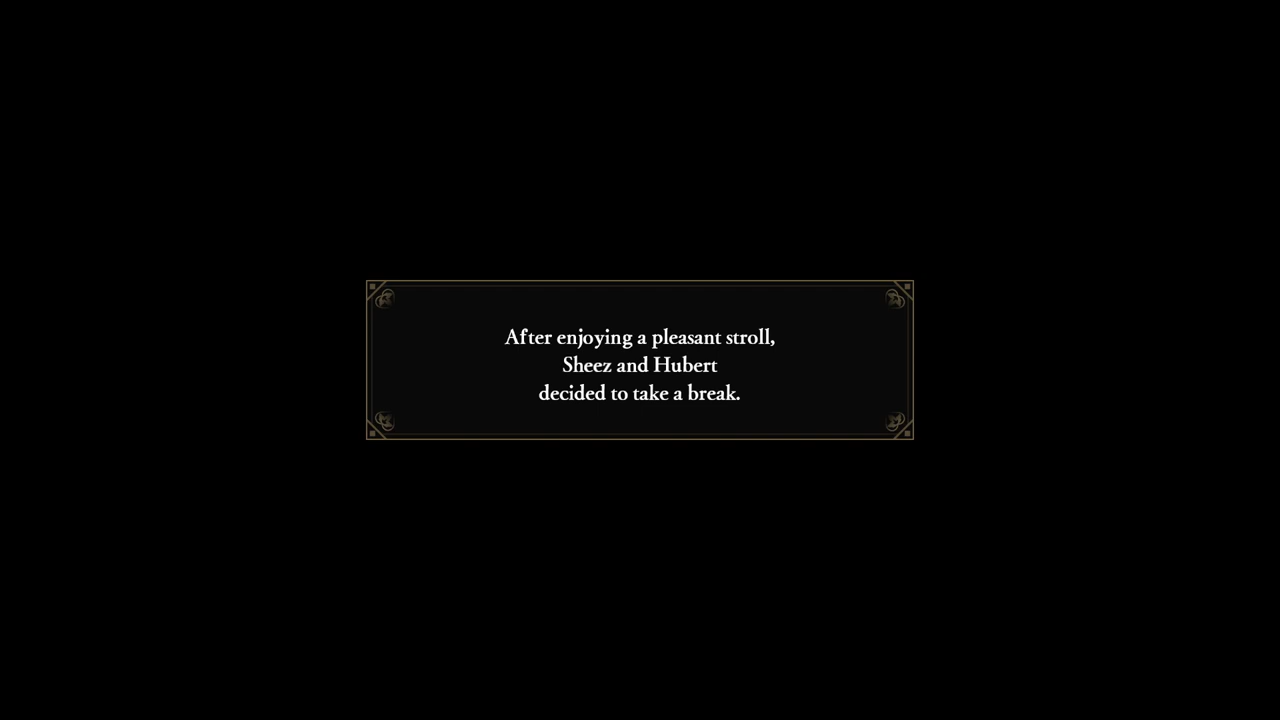 After enjoying a pleasant stroll,
Sheez and Hubert
decided to take a break.